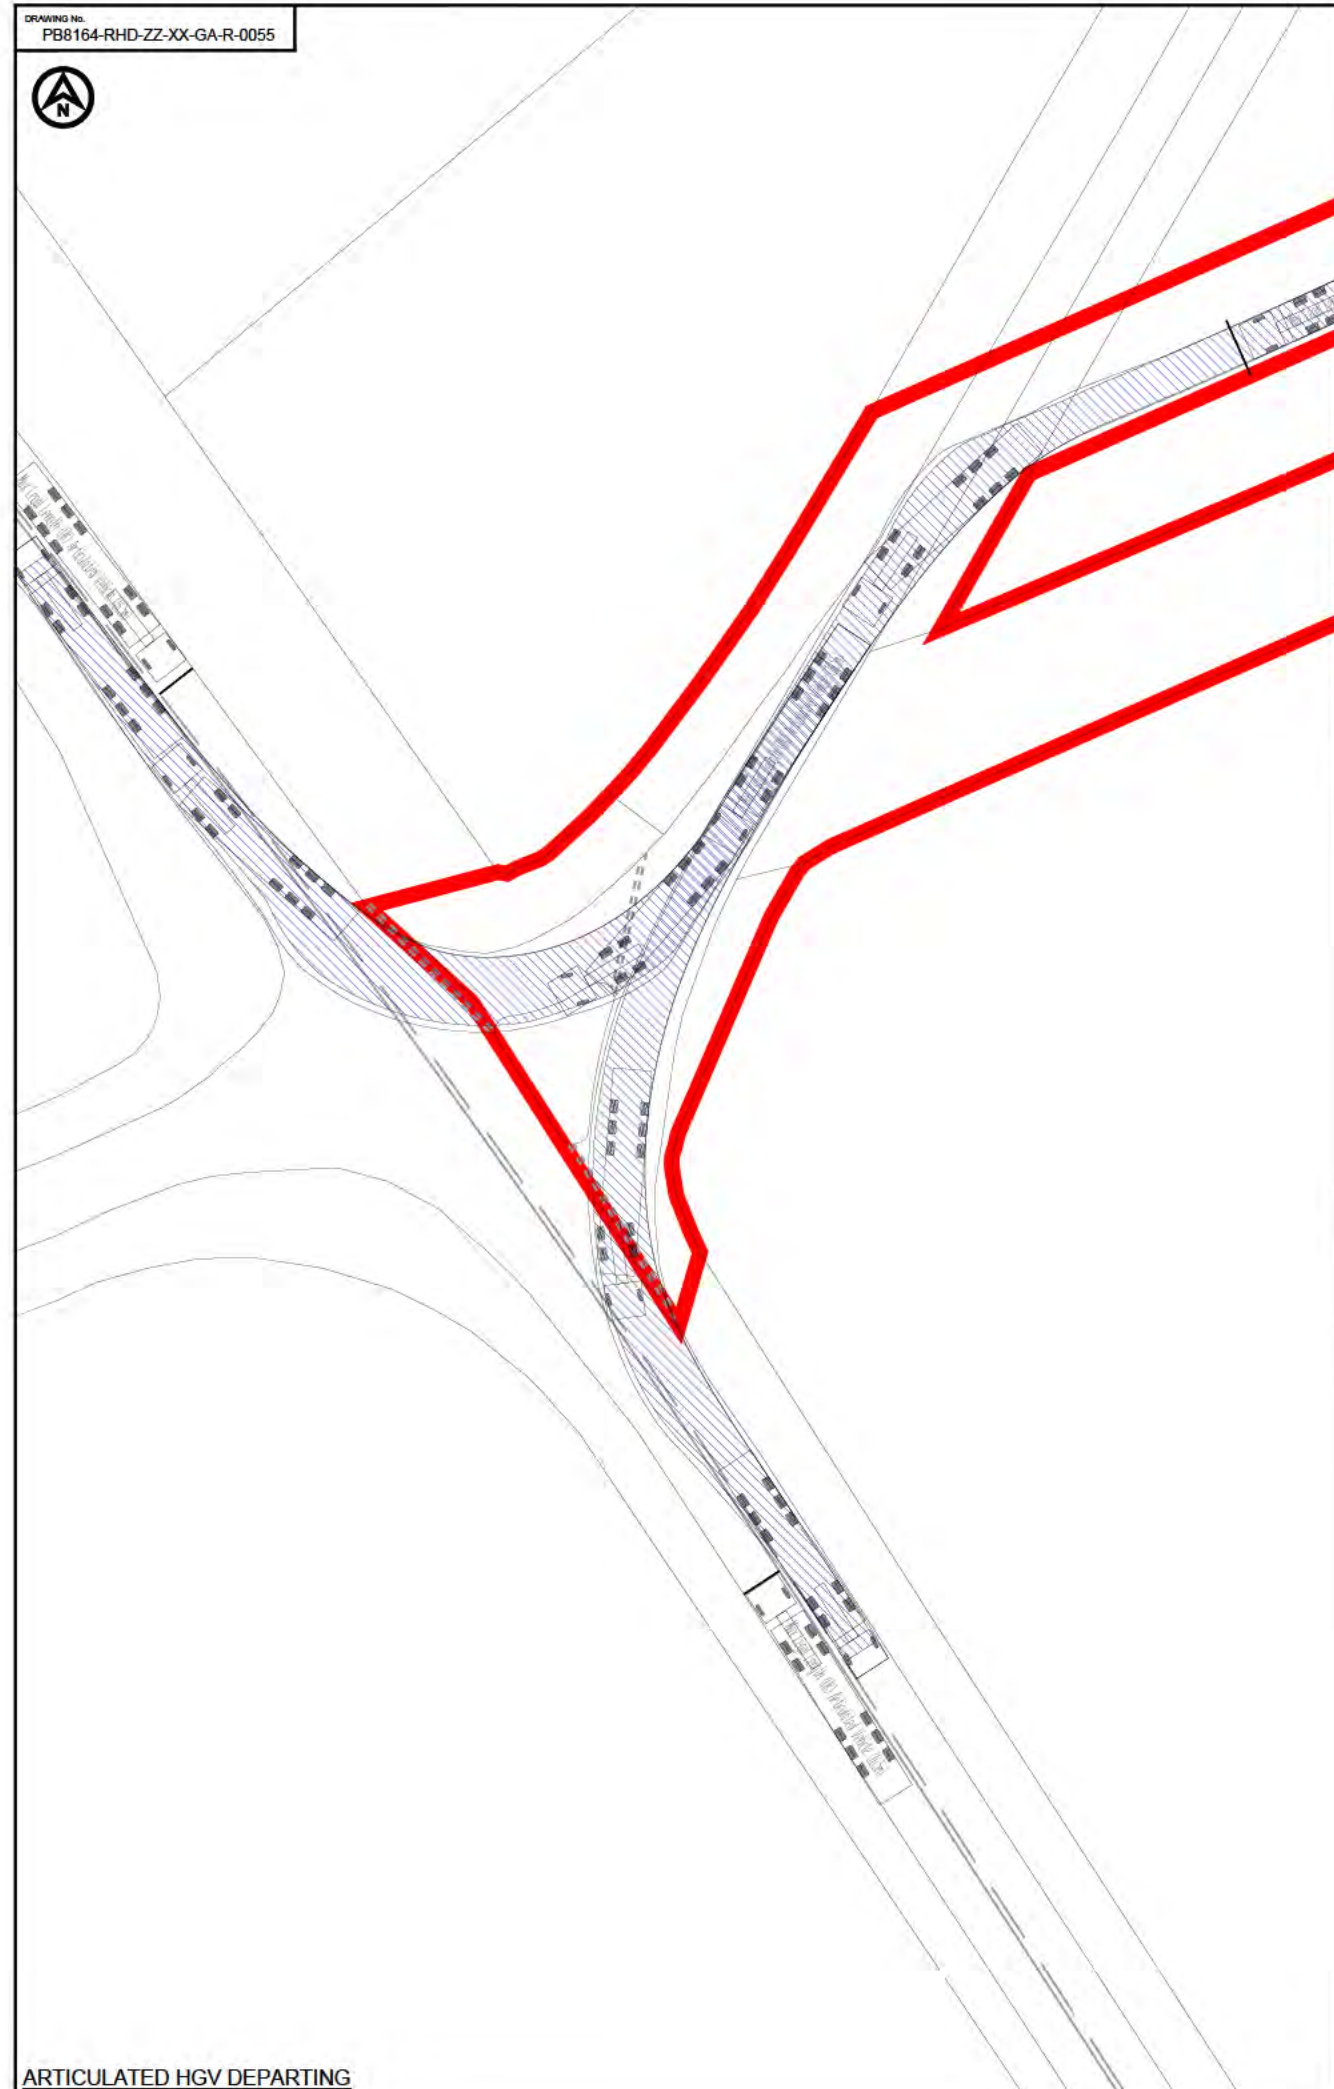 DRAWING No.
PB8164-RHD-ZZ-XX-GA-R-0055
N
ARTICULATED HGV DEPARTING